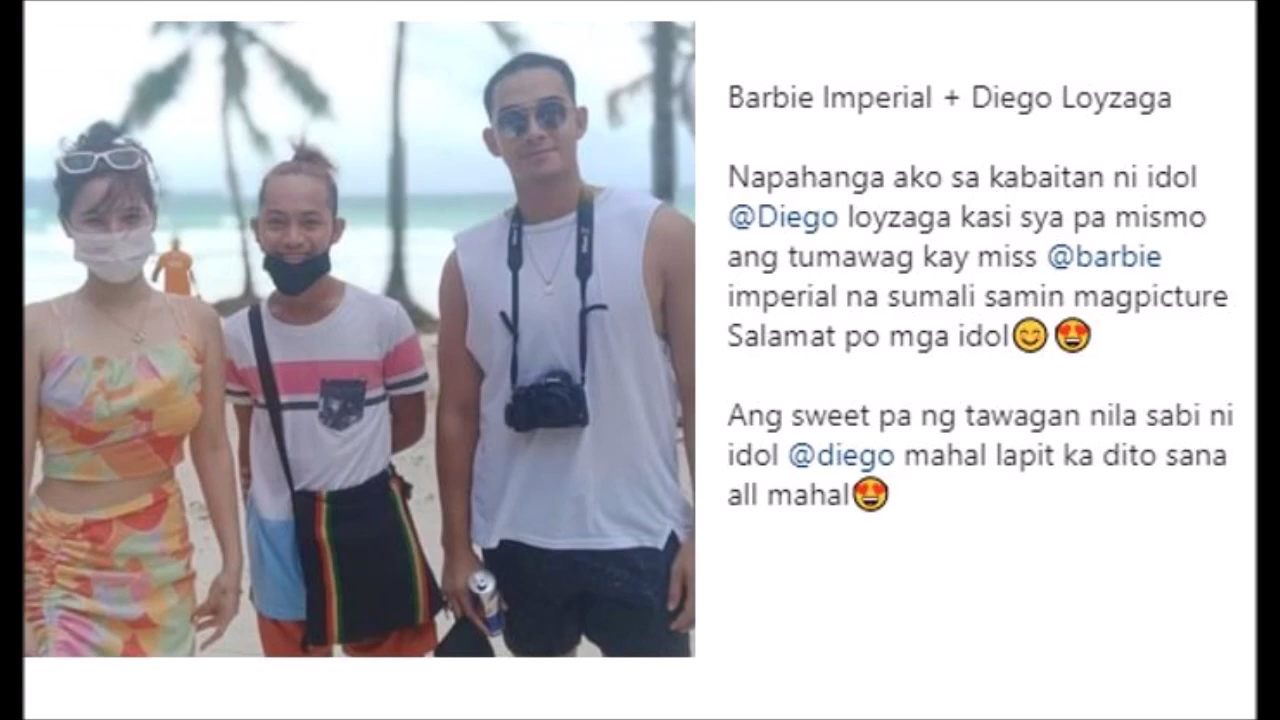 Barbie Imperial + Diego Loyzaga
Napahanga ako sa kabaitan ni idol
@Diego loyzaga kasi sya pa mismo
ang tumawag kay miss @barbie
imperial na sumali samin magpicture
Salamat po mga idol😊😍
Ang sweet pa ng tawagan nila sabi ni
idol @diego mahal lapit ka dito sana
all mahal😍